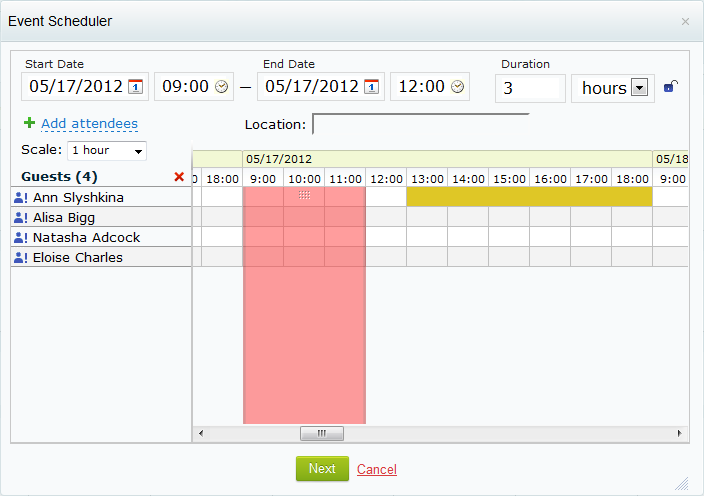 Event Scheduler
Start Date End Date Duration
05/17/2012 09:00 – 05/17/2012 12:00 3 hours
Add attendees Location:
Scale: 1 hour
05/17/2012 05/18
Guests (4) 0 18:00 9:00 10:00 11:00 12:00 13:00 14:00 15:00 16:00 17:00 18:00 9:00
Ann Slyshkina
Alisa Bigg
Natasha Adcock
Eloise Charles
Next Cancel